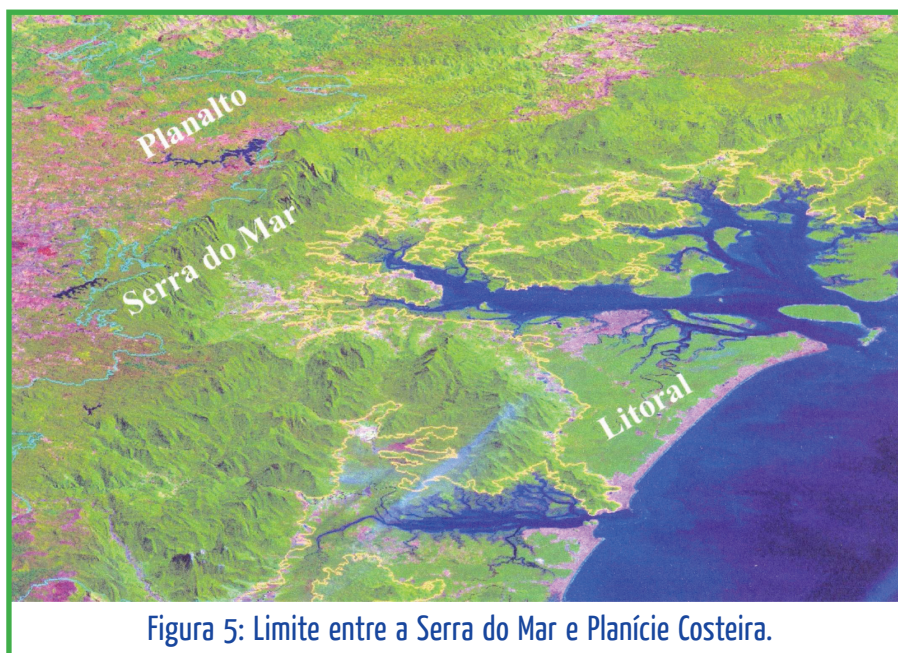 Planalto
Serra do Mar
Litoral
Figura 5: Limite entre a Serra do Mar e Planície Costeira.